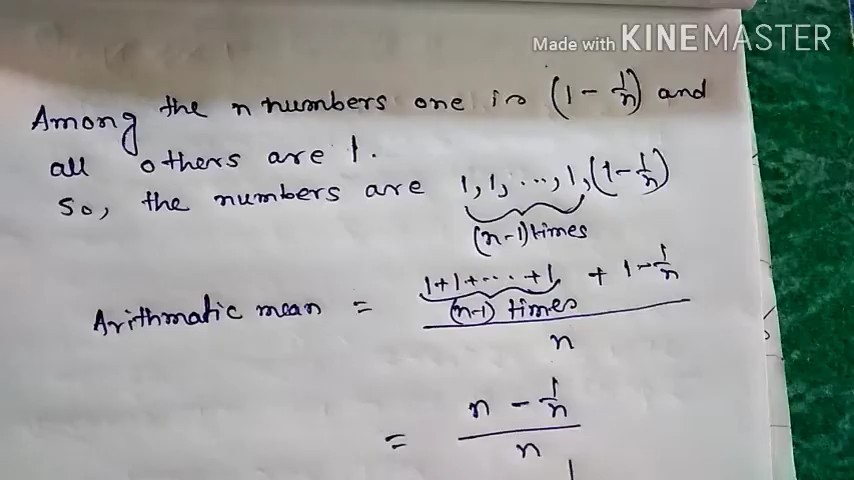 Made with KINEMASTER
Among the n numbers one is (1 - 1/n) and
all others are 1.
So, the numbers are 1, 1, ..., 1, (1 - 1/n)
(n-1) times
Arithmatic mean = (1+1+...+1 + 1 - 1/n) / n
(n-1) times
= (n - 1/n) / n